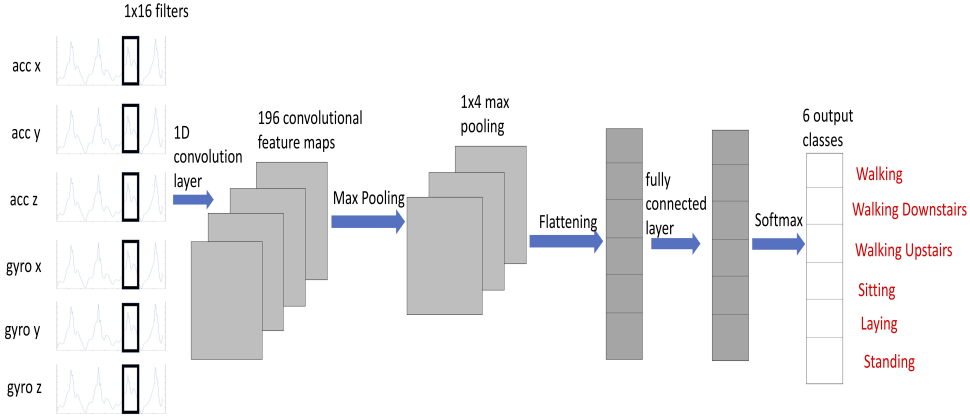 1x16 filters
acc x
acc y
acc z
gyro x
gyro y
gyro z
1D
convolution
layer
196 convolutional
feature maps
Max Pooling
1x4 max
pooling
Flattening
fully
connected
layer
Softmax
6 output
classes
Walking
Walking Downstairs
Walking Upstairs
Sitting
Laying
Standing